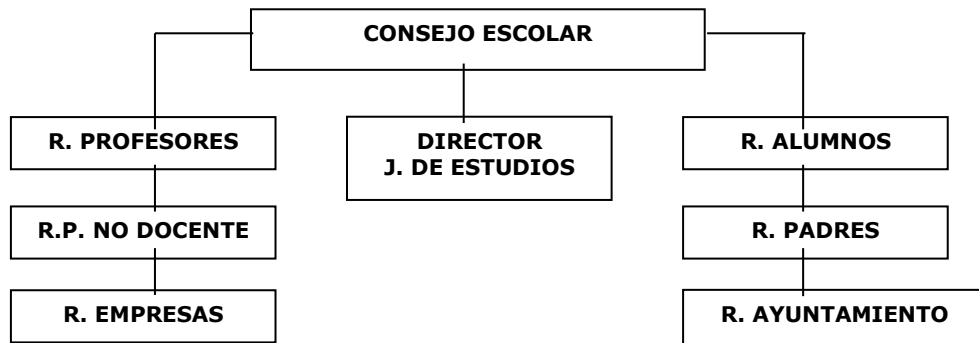 CONSEJO ESCOLAR
R. PROFESORES
DIRECTOR
J. DE ESTUDIOS
R. ALUMNOS
R.P. NO DOCENTE
R. PADRES
R. EMPRESAS
R. AYUNTAMIENTO